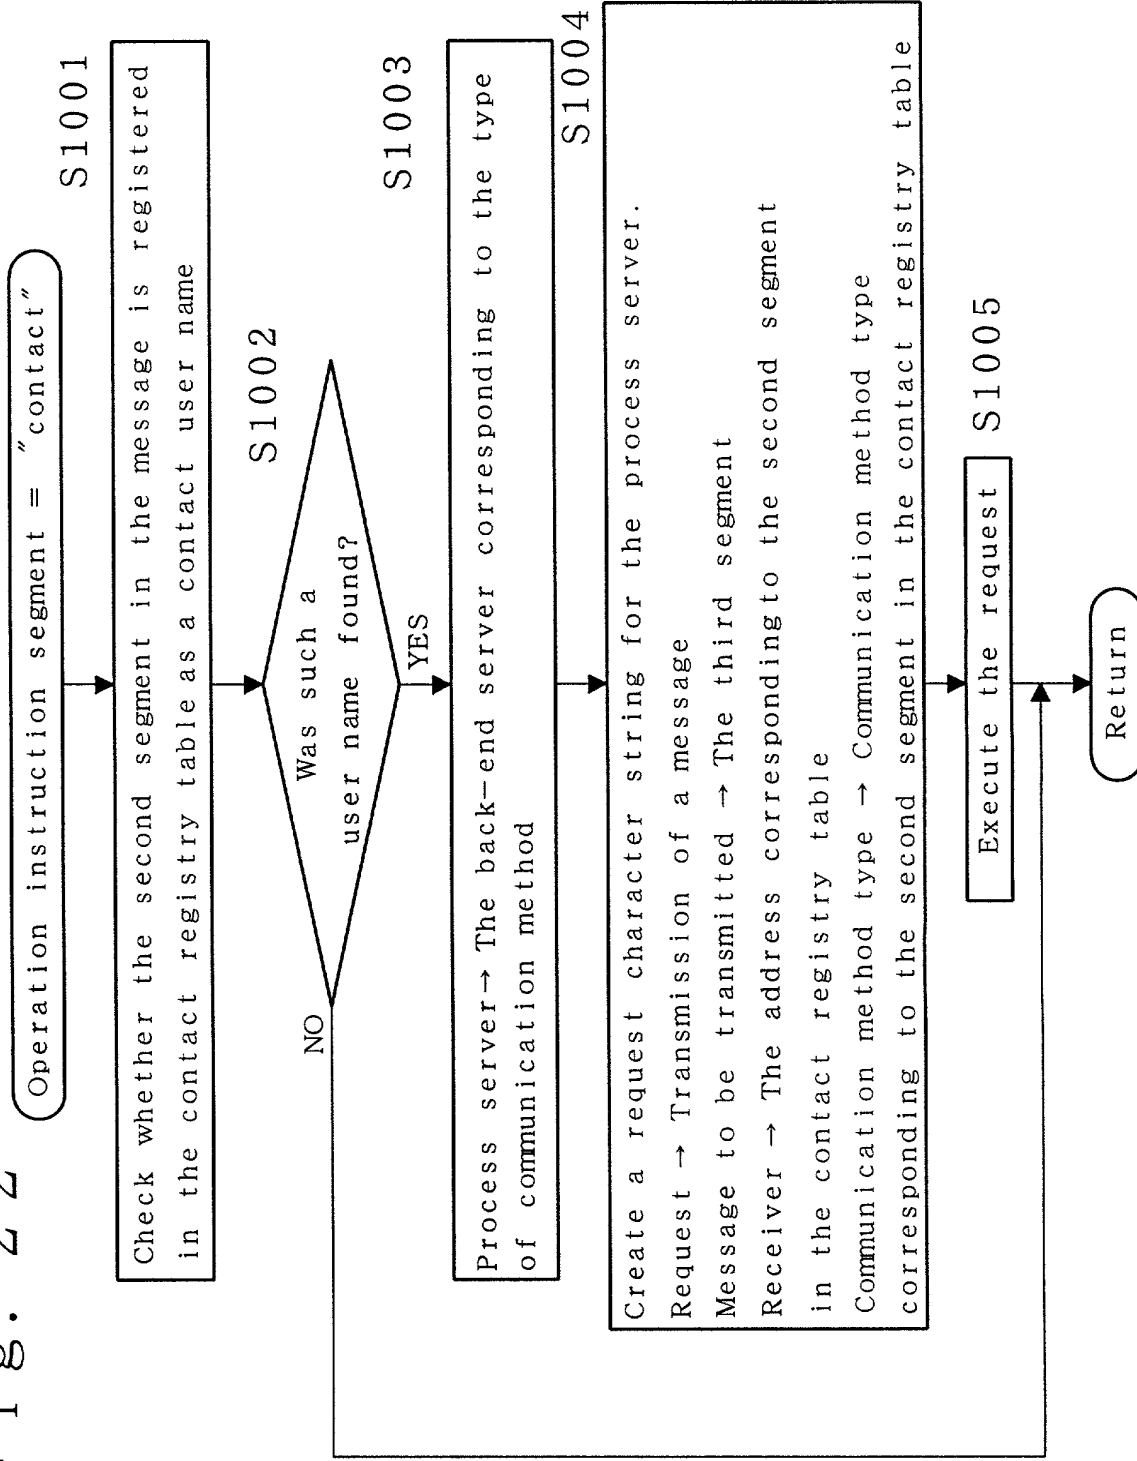 ig. 22
Operation instruction segment = "contact"
S1001
Check whether the second segment in the message is registered
in the contact registry table as a contact user name
S1002
Was such a
user name found?
NO
YES
S1003
Process server→ The back-end server corresponding to the type
of communication method
S1004
Create a request character string for the process server.
Request → Transmission of a message
Message to be transmitted → The third segment
Receiver → The address corresponding to the second segment
in the contact registry table
Communication method type → Communication method type
corresponding to the second segment in the contact registry table
S1005
Execute the request
Return